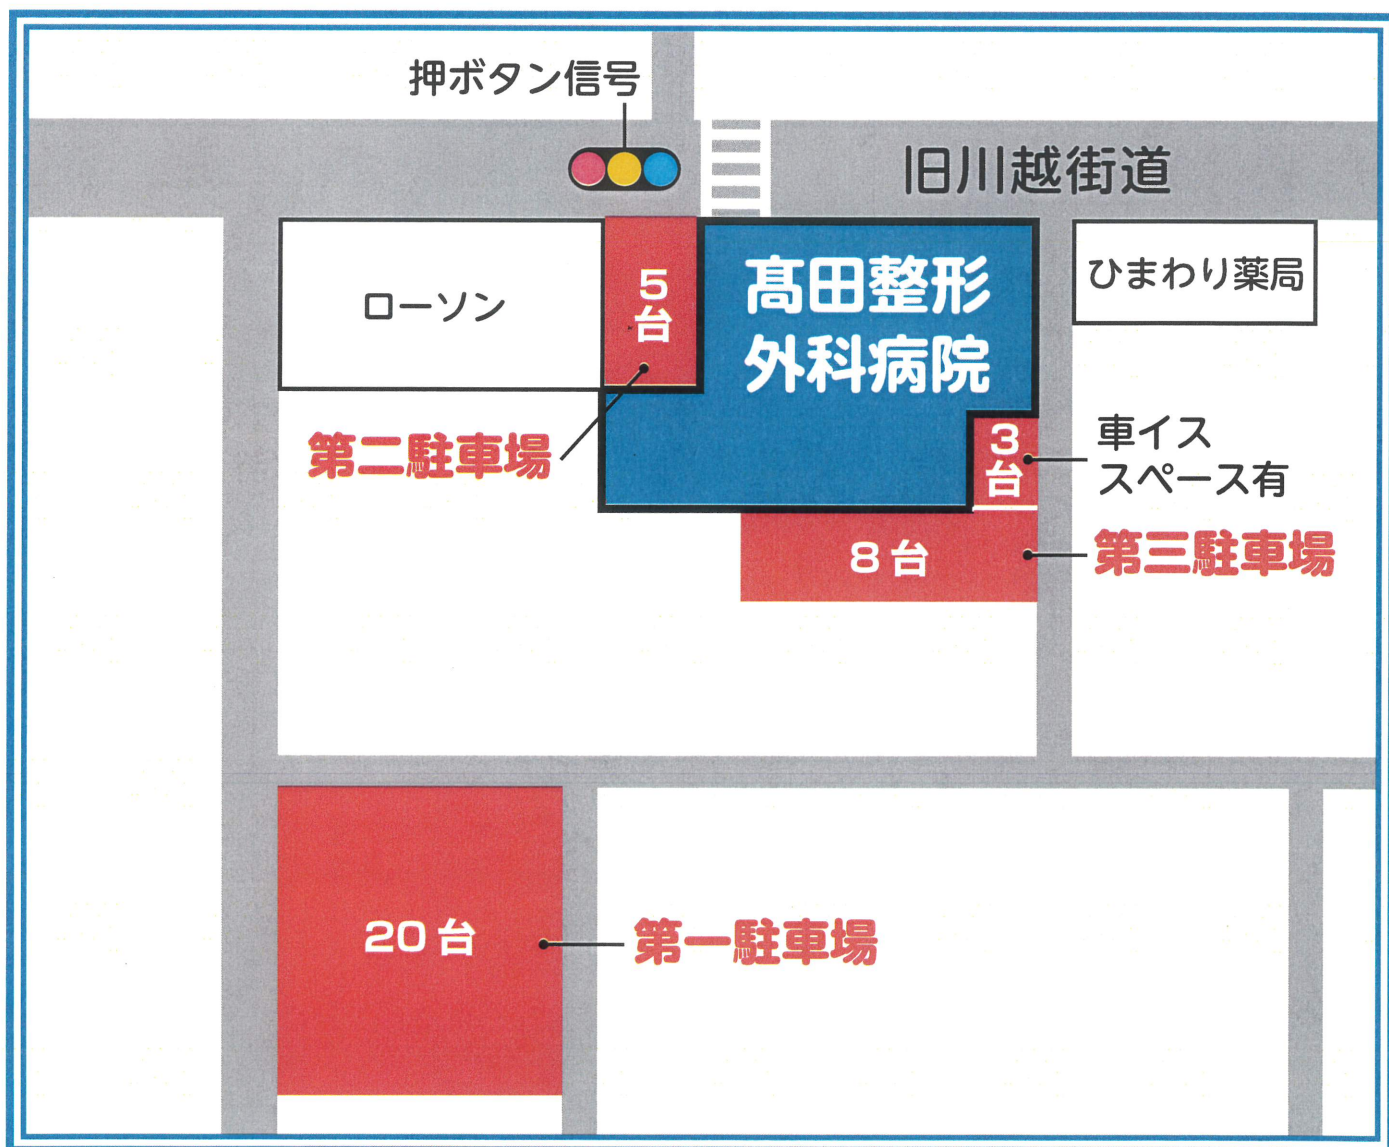 押ボタン信号
旧川越街道
ローソン
5
台
髙田整形
外科病院
ひまわり薬局
第二駐車場
3
台
車イス
スペース有
8台
第三駐車場
20台
第一駐車場